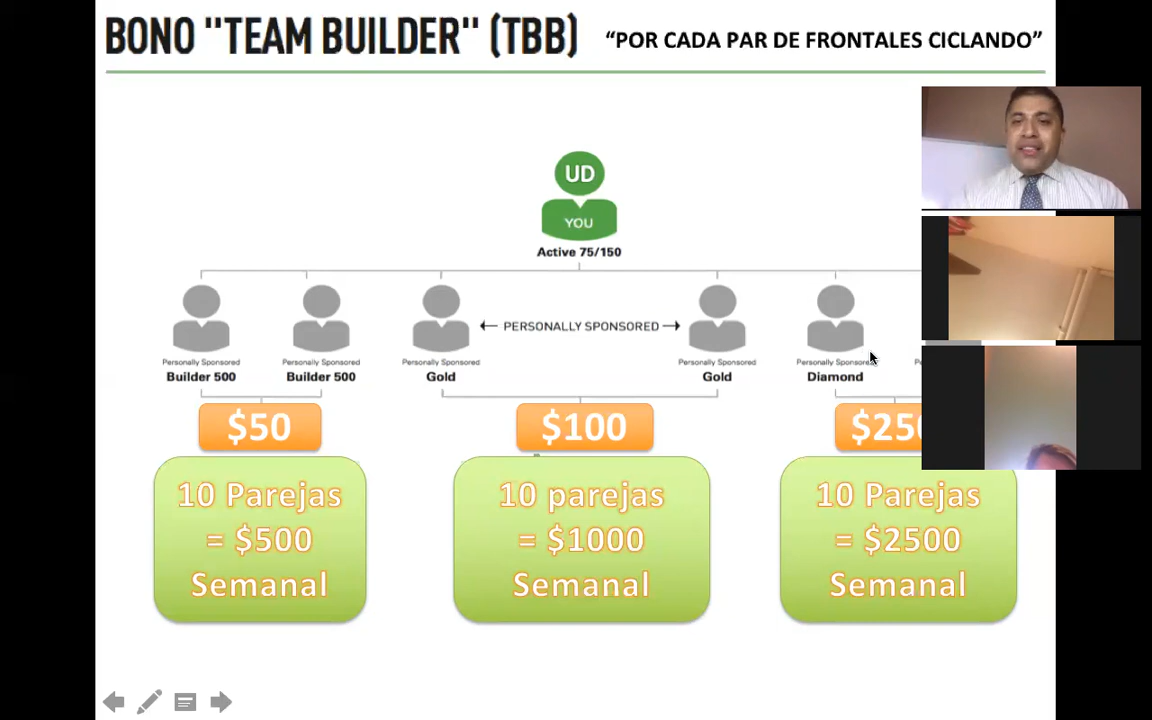 BONO "TEAM BUILDER" (TBB)
“POR CADA PAR DE FRONTALES CICLANDO”
UD
YOU
Active 75/150
PERSONALLY SPONSORED
Personally Sponsored
Builder 500
Personally Sponsored
Builder 500
Personally Sponsored
Gold
Personally Sponsored
Gold
Personally Sponsored
Diamond
$50
$100
$250
10 Parejas
= $500
Semanal
10 parejas
= $1000
Semanal
10 Parejas
= $2500
Semanal